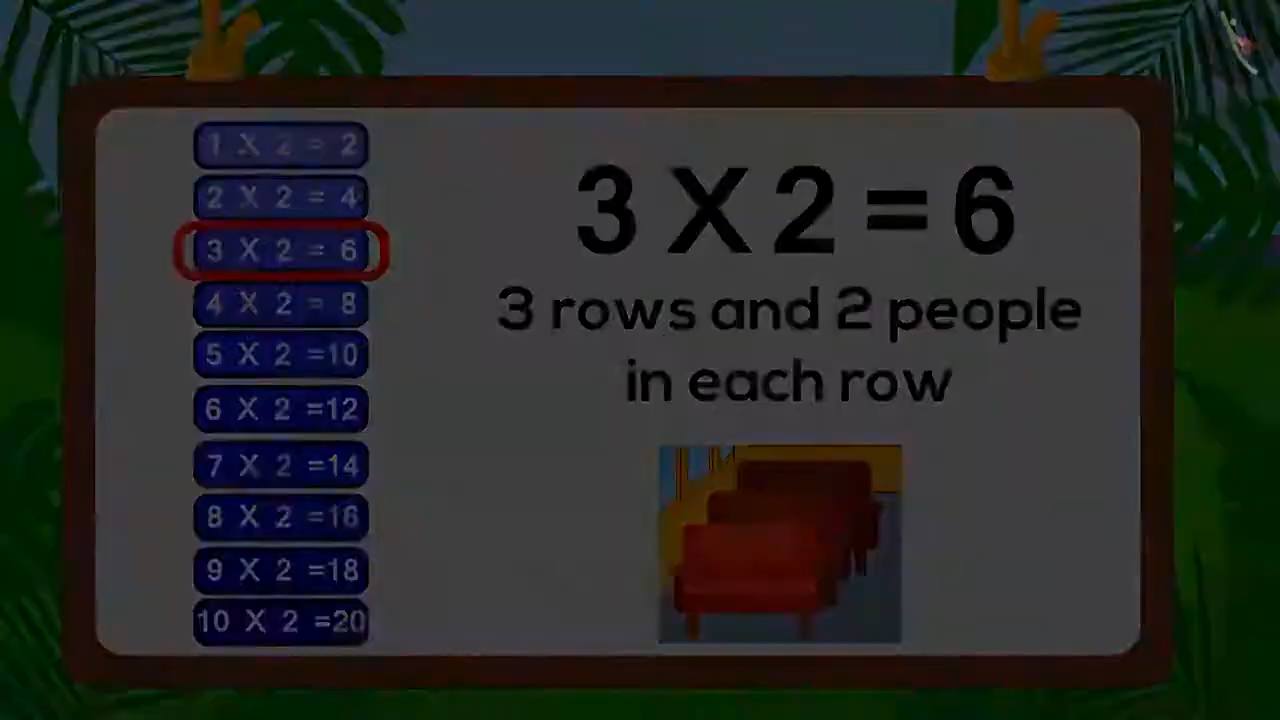 1 X 2 = 2
2 X 2 = 4
3 X 2 = 6
4 X 2 = 8
5 X 2 =10
6 X 2 =12
7 X 2 =14
8 X 2 =16
9 X 2 =18
10 X 2 =20
3 X 2 = 6
3 rows and 2 people
in each row